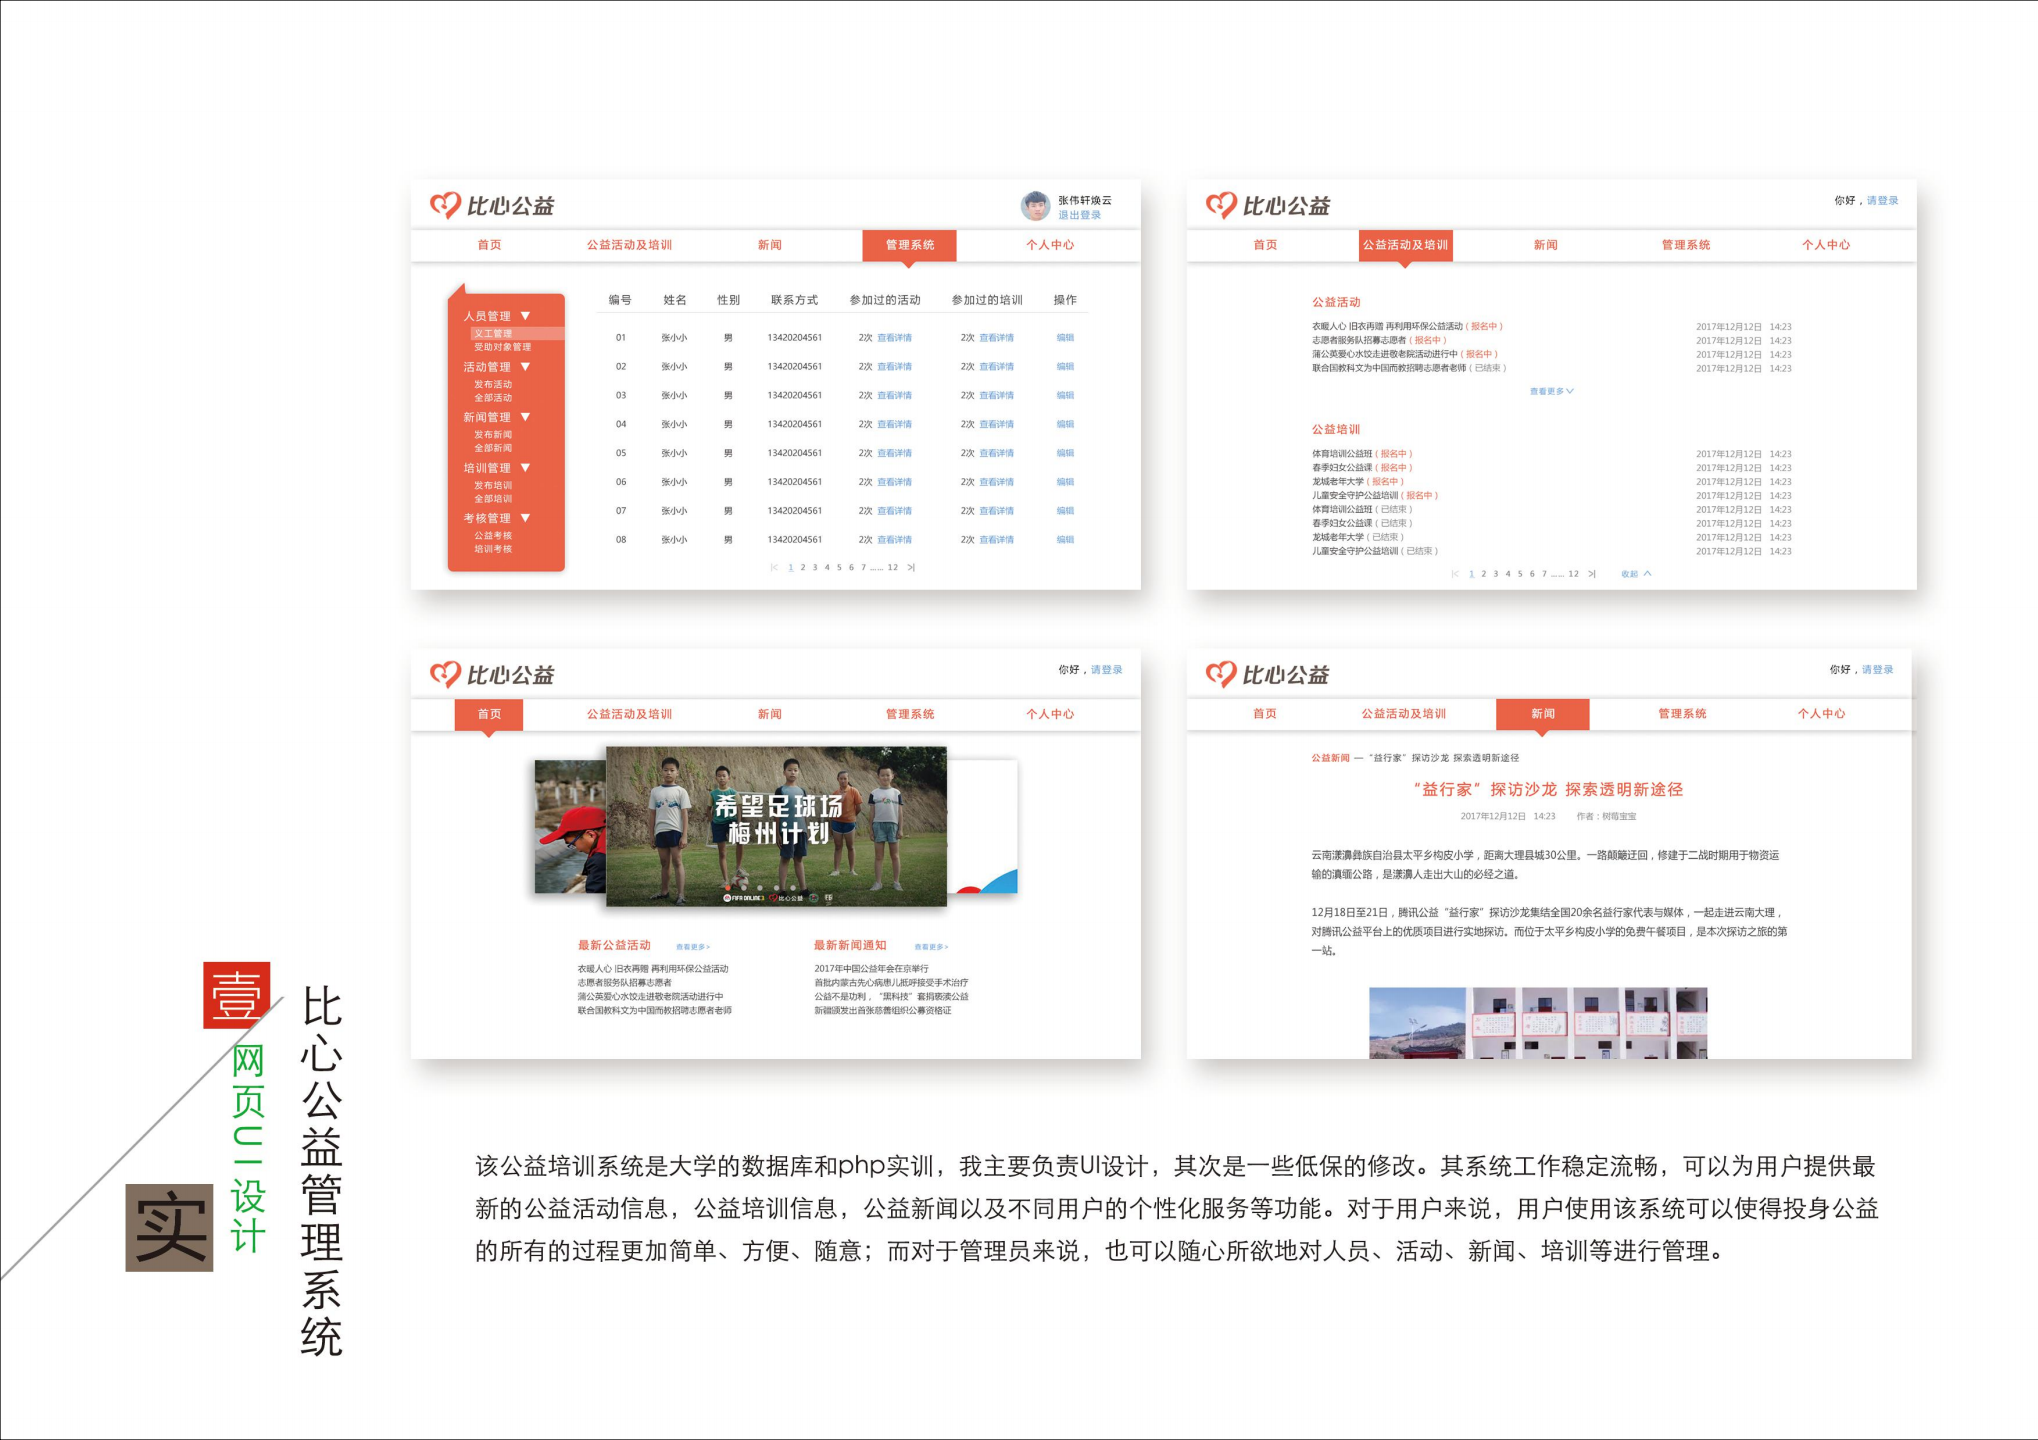 比心公益
张伟轩焕云
退出登录
首页 公益活动及培训 新闻 管理系统 个人中心
人员管理 ▼
义工管理
受助对象管理
活动管理 ▼
发布活动
全部活动
新闻管理 ▼
发布新闻
全部新闻
培训管理 ▼
发布培训
全部培训
考核管理 ▼
公益考核
培训考核
编号 姓名 性别 联系方式 参加过的活动 参加过的培训 操作
01 张小小 男 13420204561 2次 查看详情 2次 查看详情 编辑
02 张小小 男 13420204561 2次 查看详情 2次 查看详情 编辑
03 张小小 男 13420204561 2次 查看详情 2次 查看详情 编辑
04 张小小 男 13420204561 2次 查看详情 2次 查看详情 编辑
05 张小小 男 13420204561 2次 查看详情 2次 查看详情 编辑
06 张小小 男 13420204561 2次 查看详情 2次 查看详情 编辑
07 张小小 男 13420204561 2次 查看详情 2次 查看详情 编辑
08 张小小 男 13420204561 2次 查看详情 2次 查看详情 编辑
|< 1 2 3 4 5 6 7 ...... 12 >|
比心公益
你好，请登录
首页 公益活动及培训 新闻 管理系统 个人中心
公益活动
衣暖人心 旧衣再赠 再利用环保公益活动（报名中） 2017年12月12日 14:23
志愿者服务队招募志愿者（报名中） 2017年12月12日 14:23
蒲公英爱心水饺走进敬老院活动进行中（报名中） 2017年12月12日 14:23
联合国教科文为中国而教招聘志愿者老师（已结束） 2017年12月12日 14:23
查看更多
公益培训
体育培训公益班（报名中） 2017年12月12日 14:23
春季妇女公益课（报名中） 2017年12月12日 14:23
龙城老年大学（报名中） 2017年12月12日 14:23
儿童安全守护公益培训（报名中） 2017年12月12日 14:23
体育培训公益班（已结束） 2017年12月12日 14:23
春季妇女公益课（已结束） 2017年12月12日 14:23
龙城老年大学（已结束） 2017年12月12日 14:23
儿童安全守护公益培训（已结束） 2017年12月12日 14:23
|< 1 2 3 4 5 6 7 ...... 12 >| 收起
比心公益
你好，请登录
首页 公益活动及培训 新闻 管理系统 个人中心
希望足球场
梅州计划
FIFA ONLINE3 比心公益
最新公益活动 查看更多>
衣暖人心 旧衣再赠 再利用环保公益活动
志愿者服务队招募志愿者
蒲公英爱心水饺走进敬老院活动进行中
联合国教科文为中国而教招聘志愿者老师
最新新闻通知 查看更多>
2017年中国公益年会在京举行
首批内蒙古先心病患儿抵呼接受手术治疗
公益不是功利，“黑科技”套捐亵渎公益
新疆颁发出首张慈善组织公募资格证
比心公益
你好，请登录
首页 公益活动及培训 新闻 管理系统 个人中心
公益新闻 — “益行家”探访沙龙 探索透明新途径
“益行家”探访沙龙 探索透明新途径
2017年12月12日 14:23 作者：树莓宝宝
云南漾濞彝族自治县太平乡构皮小学，距离大理县城30公里。一路颠簸迂回，修建于二战时期用于物资运
输的滇缅公路，是漾濞人走出大山的必经之道。
12月18日至21日，腾讯公益“益行家”探访沙龙集结全国20余名益行家代表与媒体，一起走进云南大理，
对腾讯公益平台上的优质项目进行实地探访。而位于太平乡构皮小学的免费午餐项目，是本次探访之旅的第
一站。
壹
网页UI设计
实
比心公益管理系统
该公益培训系统是大学的数据库和php实训，我主要负责UI设计，其次是一些低保的修改。其系统工作稳定流畅，可以为用户提供最
新的公益活动信息，公益培训信息，公益新闻以及不同用户的个性化服务等功能。对于用户来说，用户使用该系统可以使得投身公益
的所有的过程更加简单、方便、随意；而对于管理员来说，也可以随心所欲地对人员、活动、新闻、培训等进行管理。